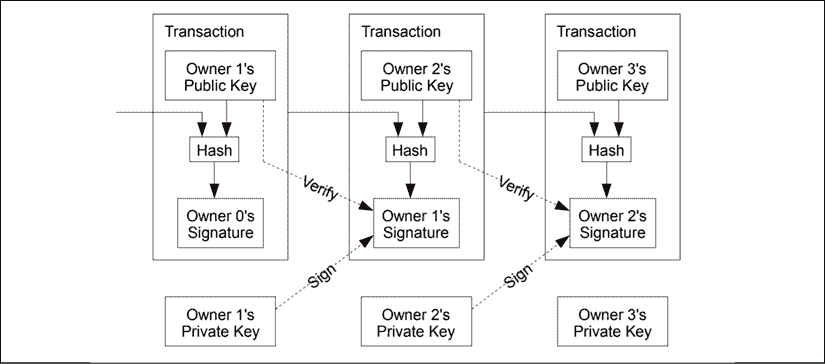 Transaction
Owner 1's
Public Key
Hash
Owner 0's
Signature
Transaction
Owner 2's
Public Key
Hash
Verify
Owner 1's
Signature
Transaction
Owner 3's
Public Key
Hash
Verify
Owner 2's
Signature
Sign
Sign
Owner 1's
Private Key
Owner 2's
Private Key
Owner 3's
Private Key